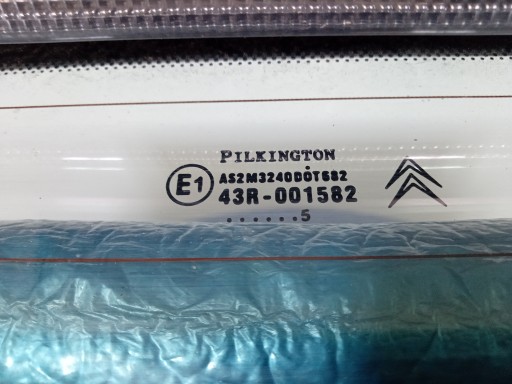 PILKINGTON
E1
AS2M3240DOT682
43R-001582
......5